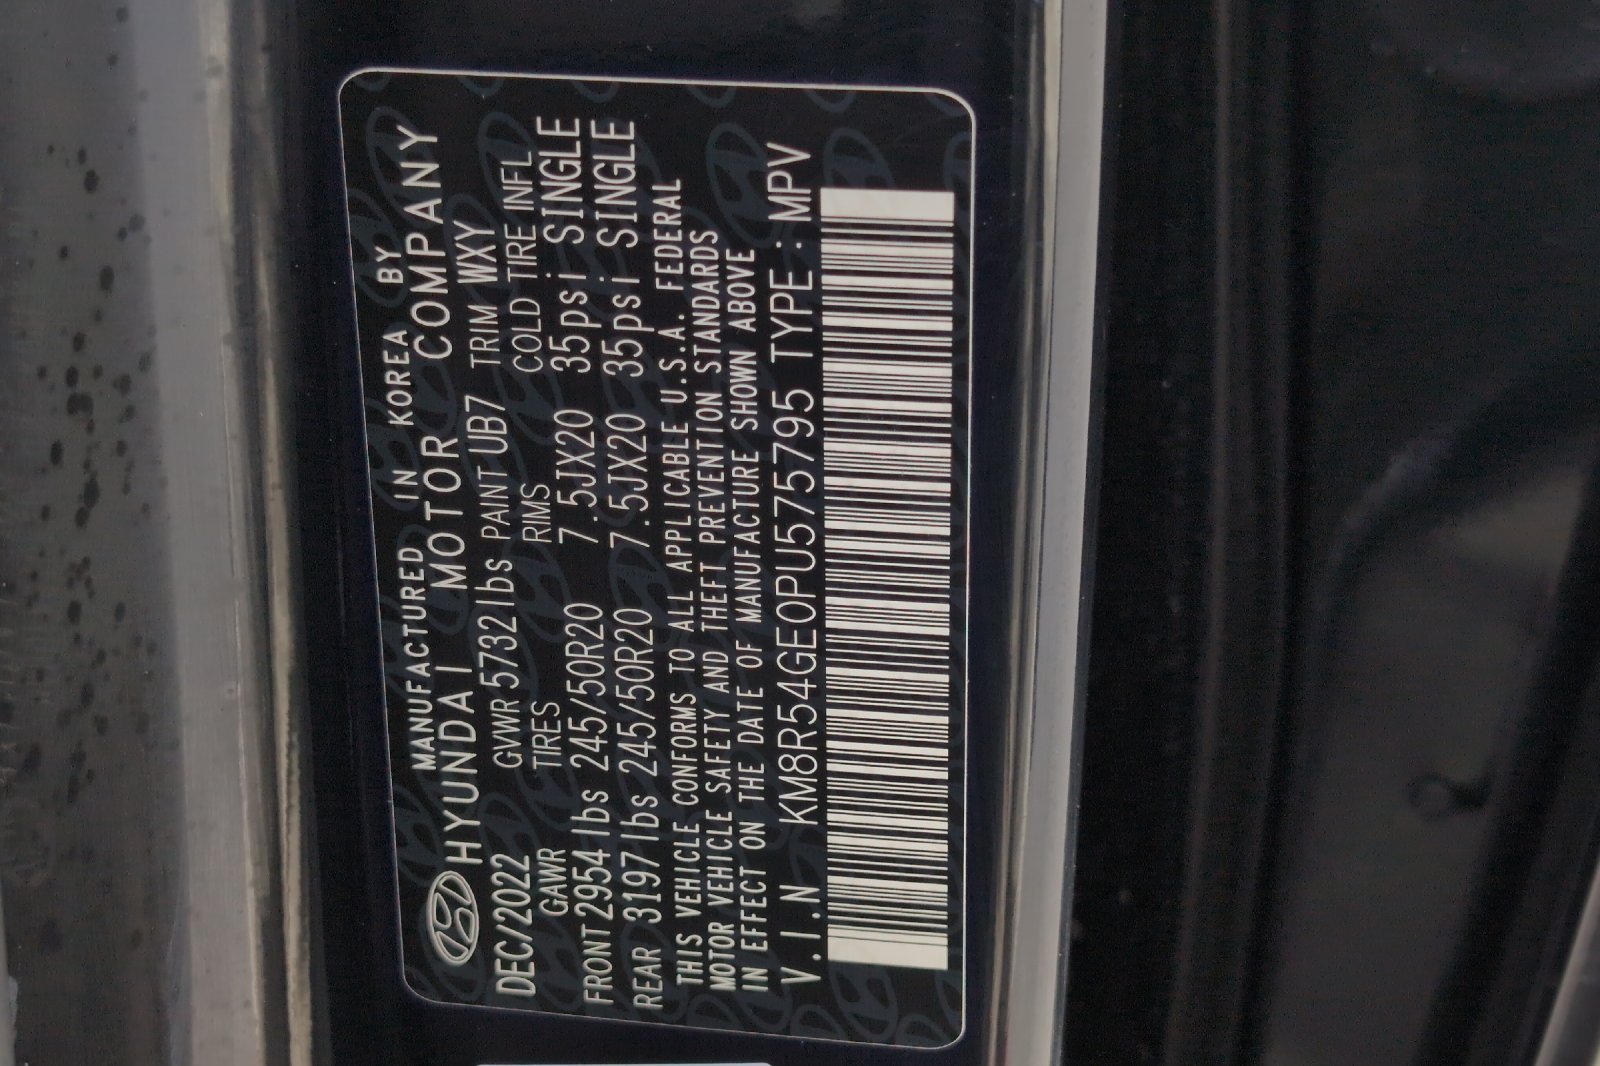 MANUFACTURED IN KOREA BY
HYUNDAI MOTOR COMPANY
DEC/2022 GVWR 5732lbs PAINT UB7 TRIM WXY
GAWR TIRES RIMS COLD TIRE INFL
FRONT 2954lbs 245/50R20 7.5JX20 35psi SINGLE
REAR 3197lbs 245/50R20 7.5JX20 35psi SINGLE
THIS VEHICLE CONFORMS TO ALL APPLICABLE U.S.A. FEDERAL
MOTOR VEHICLE SAFETY AND THEFT PREVENTION STANDARDS
IN EFFECT ON THE DATE OF MANUFACTURE SHOWN ABOVE
V.I.N KM8R54GE0PU575795 TYPE : MPV